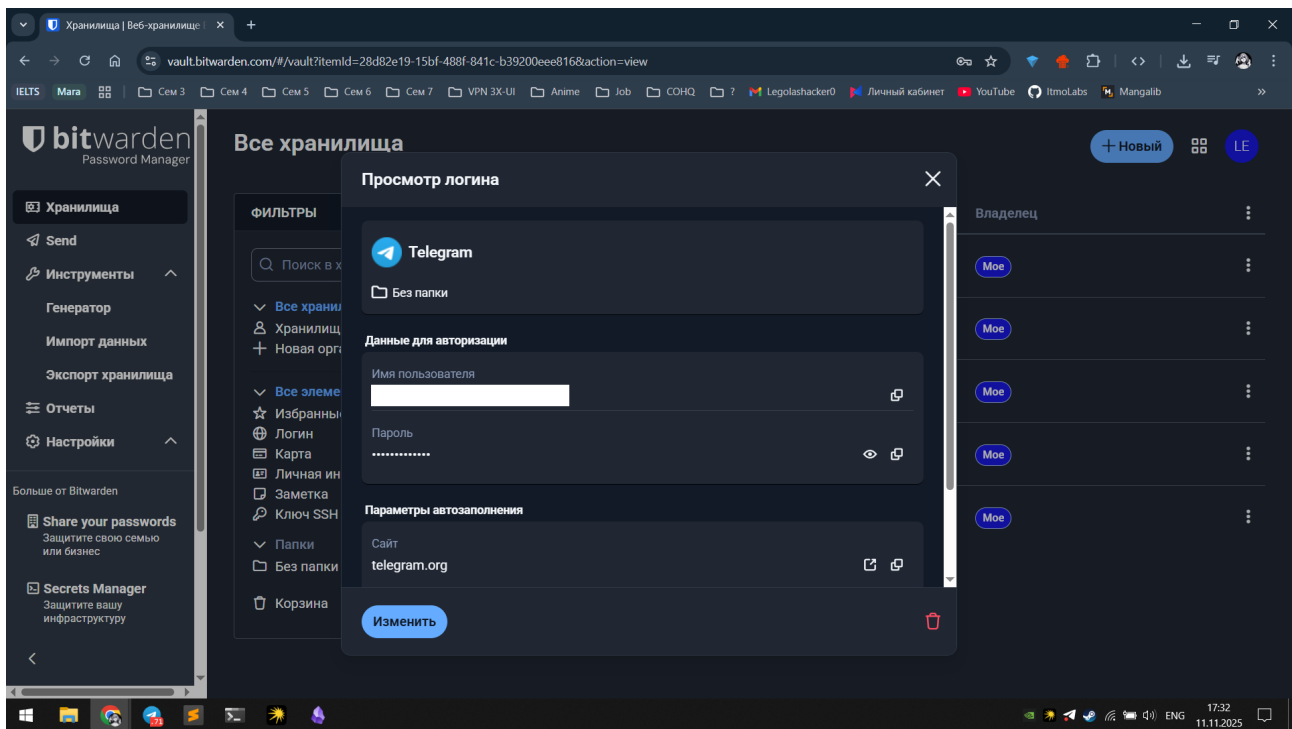 Хранилища | Веб-хранилище
vault.bitwarden.com/#/vault?itemId=28d82e19-15bf-488f-841c-b39200eee816&action=view
IELTS Mara Сем 3 Сем 4 Сем 5 Сем 6 Сем 7 VPN 3X-UI Anime Job СОНQ ? Legolashacker0 Личный кабинет YouTube ItmoLabs Mangalib
bitwarden
Password Manager
Хранилища
Send
Инструменты
Генератор
Импорт данных
Экспорт хранилища
Отчеты
Настройки
Больше от Bitwarden
Share your passwords
Защитите свою семью
или бизнес
Secrets Manager
Защитите вашу
инфраструктуру
Все хранилища
Новый
LE
ФИЛЬТРЫ
Поиск в х
Все хранил
Хранилищ
Новая орга
Все элеме
Избранны
Логин
Карта
Личная ин
Заметка
Ключ SSH
Папки
Без папки
Корзина
Просмотр логина
Telegram
Без папки
Данные для авторизации
Имя пользователя
Пароль
•••••••••••••
Параметры автозаполнения
Сайт
telegram.org
Изменить
Владелец
Мое
Мое
Мое
Мое
Мое
71
ENG
17:32
11.11.2025